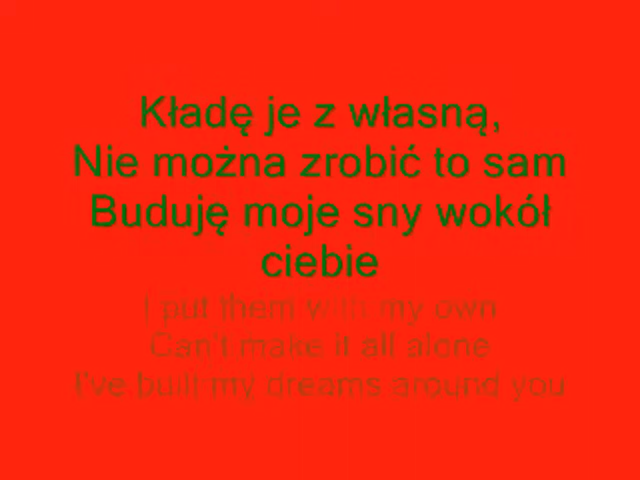 Kładę je z własną,
Nie można zrobić to sam
Buduję moje sny wokół
ciebie
I put them with my own
Can't make it all alone
I've built my dreams around you